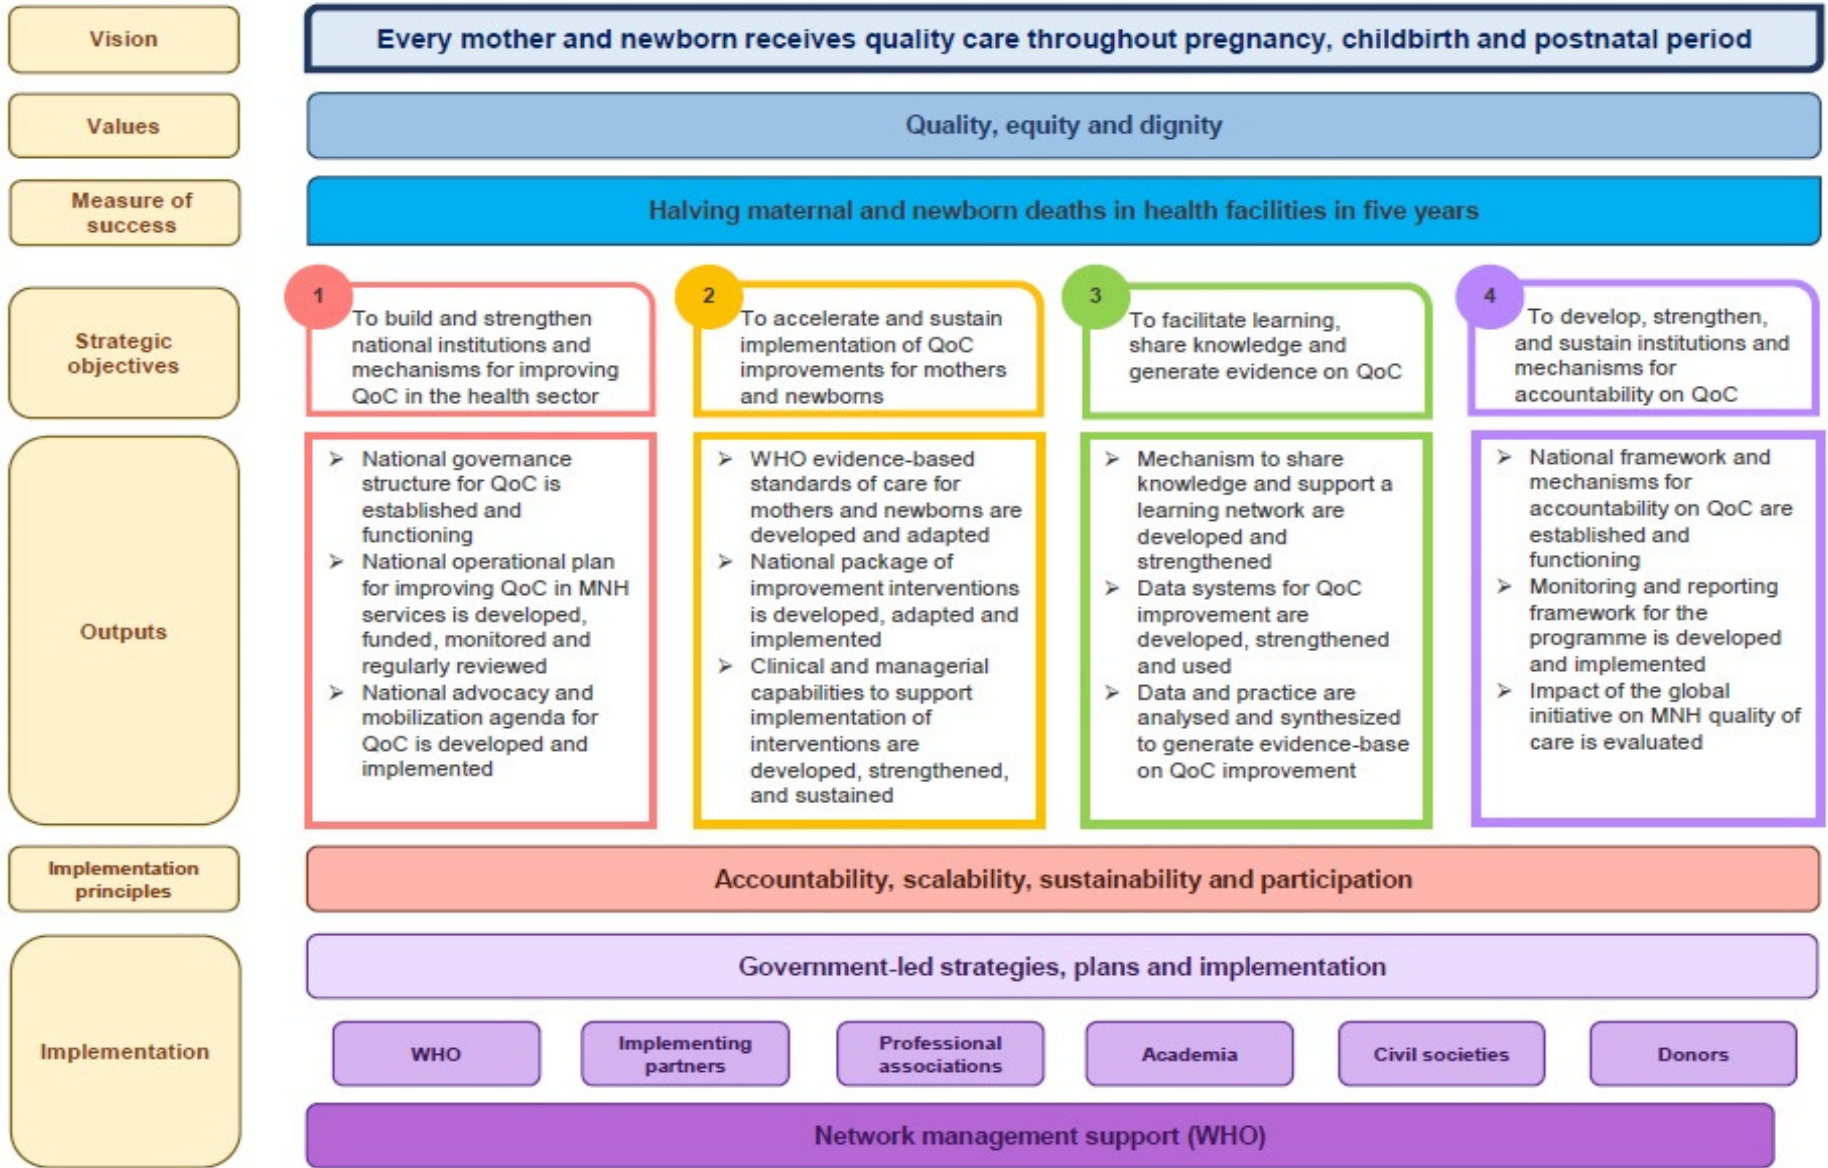 Vision
Every mother and newborn receives quality care throughout pregnancy, childbirth and postnatal period
Values
Quality, equity and dignity
Measure of
success
Halving maternal and newborn deaths in health facilities in five years
Strategic
objectives
1
To build and strengthen
national institutions and
mechanisms for improving
QoC in the health sector
2
To accelerate and sustain
implementation of QoC
improvements for mothers
and newborns
3
To facilitate learning,
share knowledge and
generate evidence on QoC
4
To develop, strengthen,
and sustain institutions and
mechanisms for
accountability on QoC
Outputs
➢ National governance
structure for QoC is
established and
functioning
➢ National operational plan
for improving QoC in MNH
services is developed,
funded, monitored and
regularly reviewed
➢ National advocacy and
mobilization agenda for
QoC is developed and
implemented
➢ WHO evidence-based
standards of care for
mothers and newborns are
developed and adapted
➢ National package of
improvement interventions
is developed, adapted and
implemented
➢ Clinical and managerial
capabilities to support
implementation of
interventions are
developed, strengthened,
and sustained
➢ Mechanism to share
knowledge and support a
learning network are
developed and
strengthened
➢ Data systems for QoC
improvement are
developed, strengthened
and used
➢ Data and practice are
analysed and synthesized
to generate evidence-base
on QoC improvement
➢ National framework and
mechanisms for
accountability on QoC are
established and
functioning
➢ Monitoring and reporting
framework for the
programme is developed
and implemented
➢ Impact of the global
initiative on MNH quality of
care is evaluated
Implementation
principles
Accountability, scalability, sustainability and participation
Implementation
Government-led strategies, plans and implementation
WHO
Implementing
partners
Professional
associations
Academia
Civil societies
Donors
Network management support (WHO)